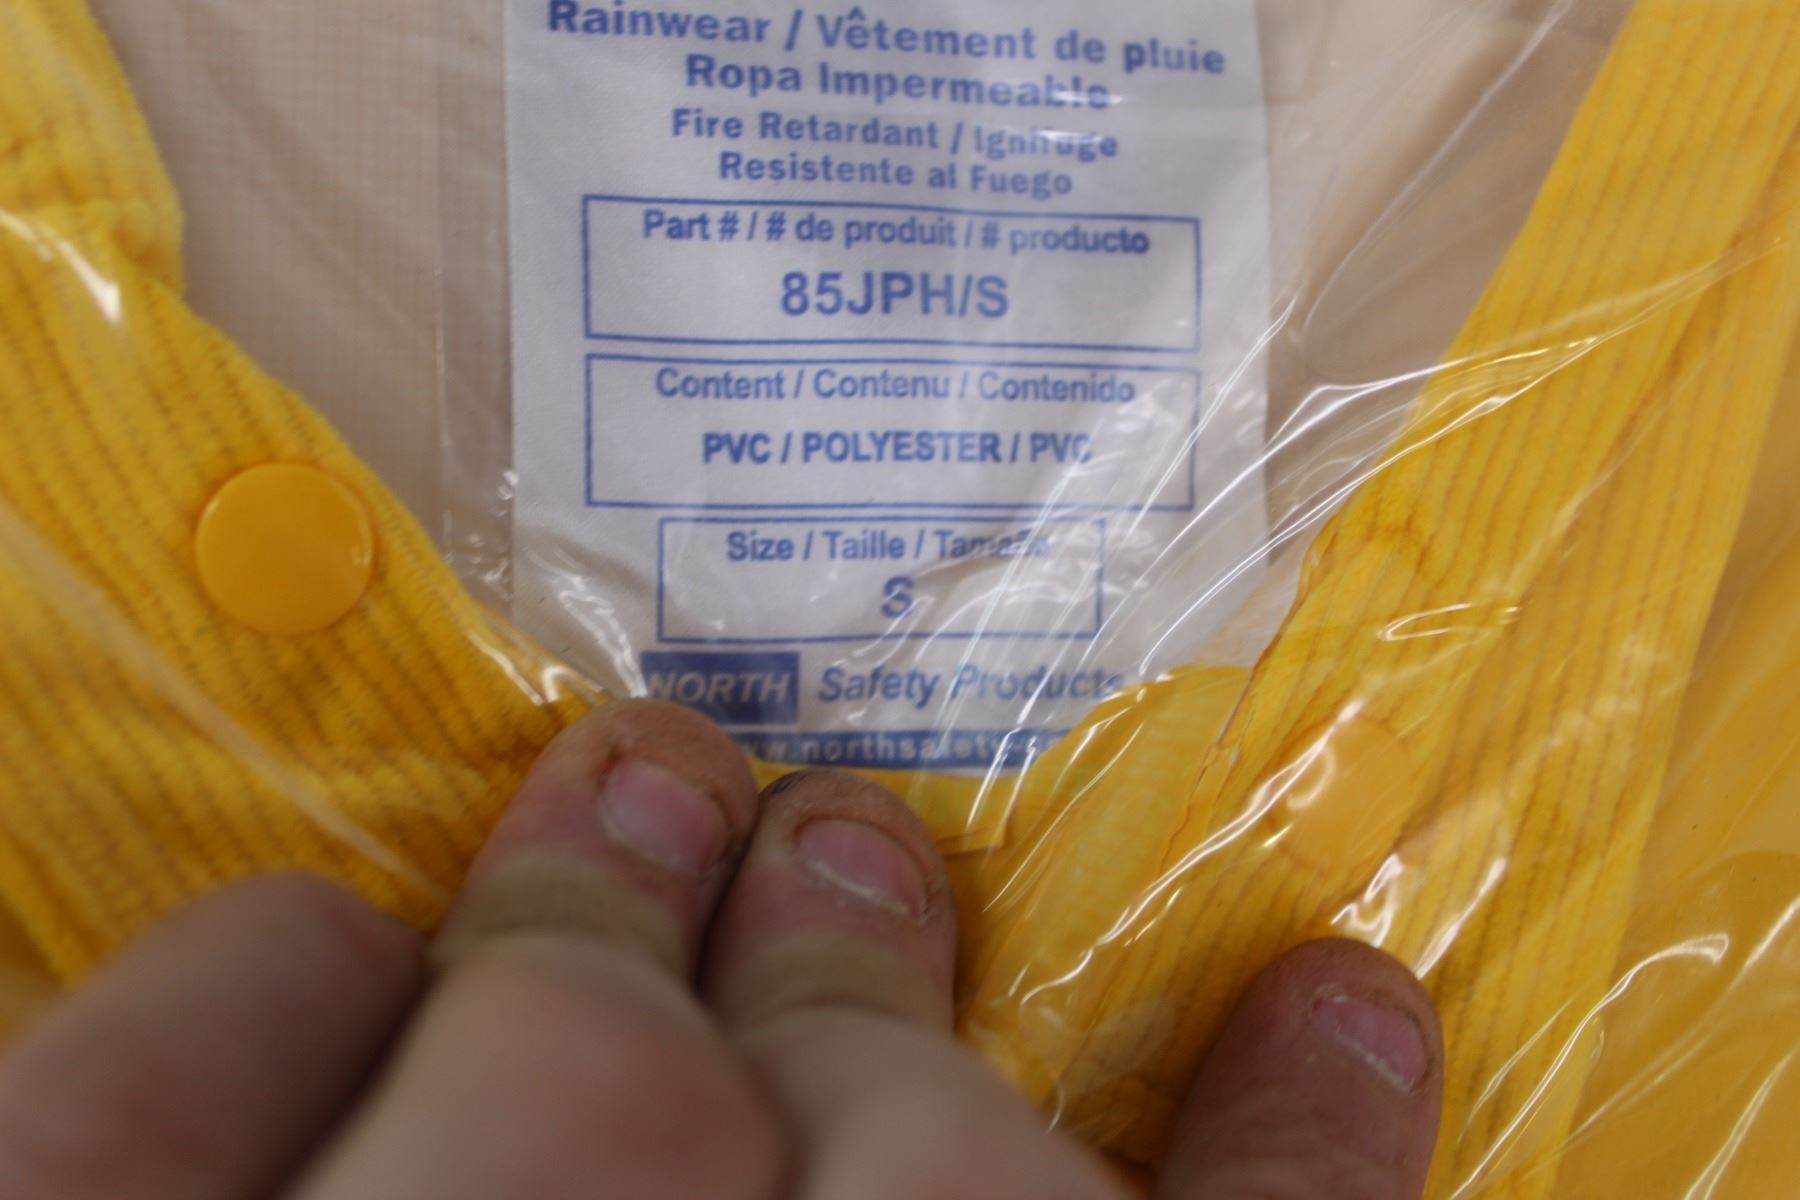 Rainwear / Vêtement de pluie
Ropa Impermeable
Fire Retardant / Ignifuge
Resistente al Fuego
Part # / # de produit / # producto
85JPH/S
Content / Contenu / Contenido
PVC / POLYESTER / PVC
Size / Taille / Tamaño
S
NORTH Safety Products